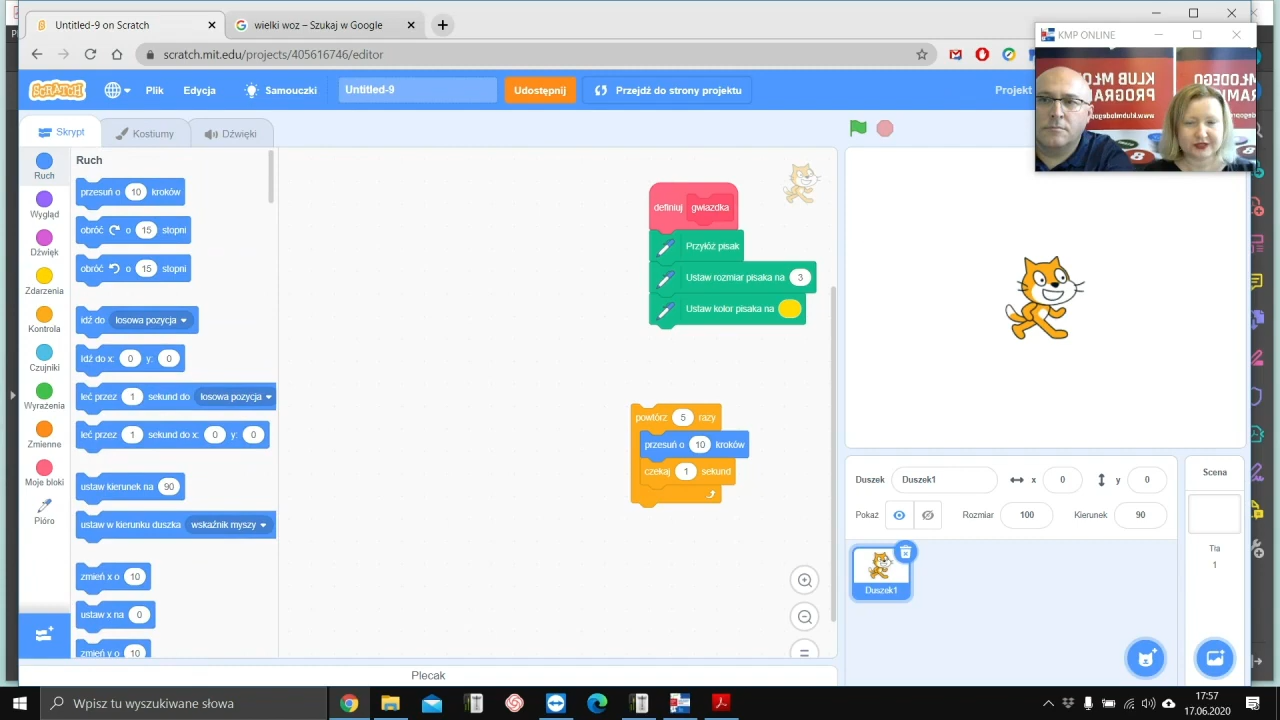 Untitled-9 on Scratch
wielki woz – Szukaj w Google
scratch.mit.edu/projects/405616746/editor
KMP ONLINE
SCRATCH
Plik
Edycja
Samouczki
Untitled-9
Udostępnij
Przejdź do strony projektu
Projekt
Skrypt
Kostiumy
Dźwięki
Ruch
Wygląd
Dźwięk
Zdarzenia
Kontrola
Czujniki
Wyrażenia
Zmienne
Moje bloki
Pióro
Ruch
przesuń o 10 kroków
obróć o 15 stopni
obróć o 15 stopni
idź do losowa pozycja
Idź do x: 0 y: 0
leć przez 1 sekund do losowa pozycja
leć przez 1 sekund do x: 0 y: 0
ustaw kierunek na 90
ustaw w kierunku duszka wskaźnik myszy
zmień x o 10
ustaw x na 0
zmień y o 10
definiuj gwiazdka
Przyłóż pisak
Ustaw rozmiar pisaka na 3
Ustaw kolor pisaka na
powtórz 5 razy
przesuń o 10 kroków
czekaj 1 sekund
Plecak
Duszek Duszek1 x 0 y 0
Pokaż Rozmiar 100 Kierunek 90
Duszek1
Scena
Tła
1
Wpisz tu wyszukiwane słowa
17:57
17.06.2020